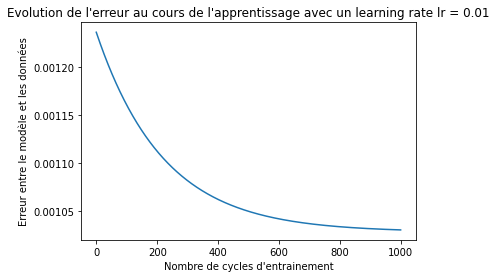 Evolution de l'erreur au cours de l'apprentissage avec un learning rate lr = 0.01
Erreur entre le modèle et les données
0.00120
0.00115
0.00110
0.00105
0 200 400 600 800 1000
Nombre de cycles d'entrainement